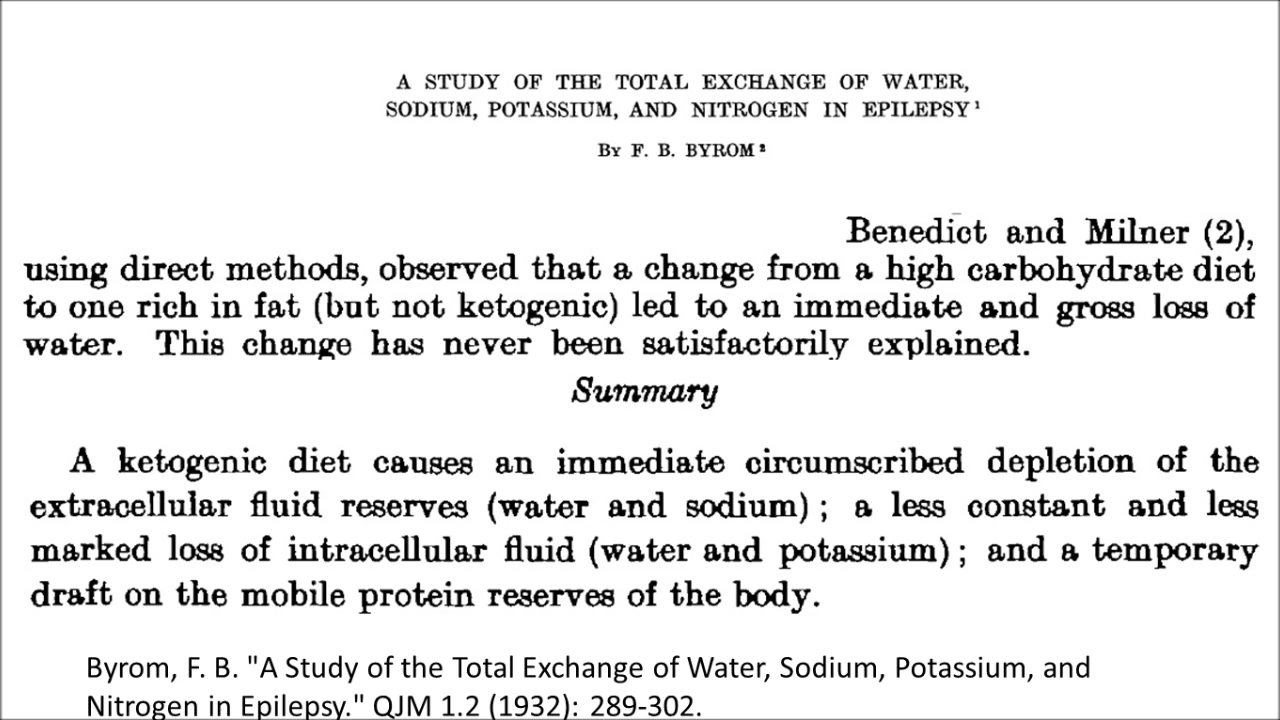 A STUDY OF THE TOTAL EXCHANGE OF WATER,
SODIUM, POTASSIUM, AND NITROGEN IN EPILEPSY¹
By F. B. BYROM²
Benedict and Milner (2),
using direct methods, observed that a change from a high carbohydrate diet
to one rich in fat (but not ketogenic) led to an immediate and gross loss of
water. This change has never been satisfactorily explained.
Summary
A ketogenic diet causes an immediate circumscribed depletion of the
extracellular fluid reserves (water and sodium); a less constant and less
marked loss of intracellular fluid (water and potassium); and a temporary
draft on the mobile protein reserves of the body.
Byrom, F. B. "A Study of the Total Exchange of Water, Sodium, Potassium, and
Nitrogen in Epilepsy." QJM 1.2 (1932): 289-302.